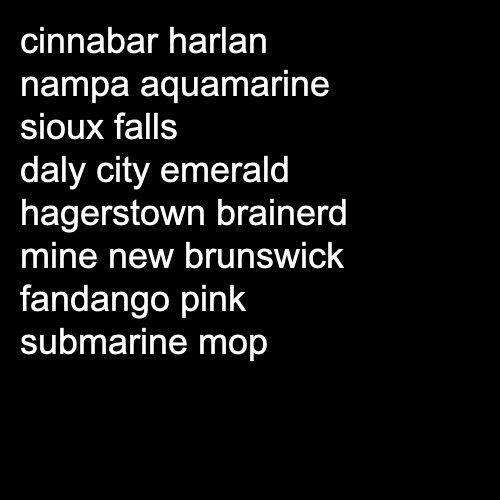 cinnabar harlan
nampa aquamarine
sioux falls
daly city emerald
hagerstown brainerd
mine new brunswick
fandango pink
submarine mop